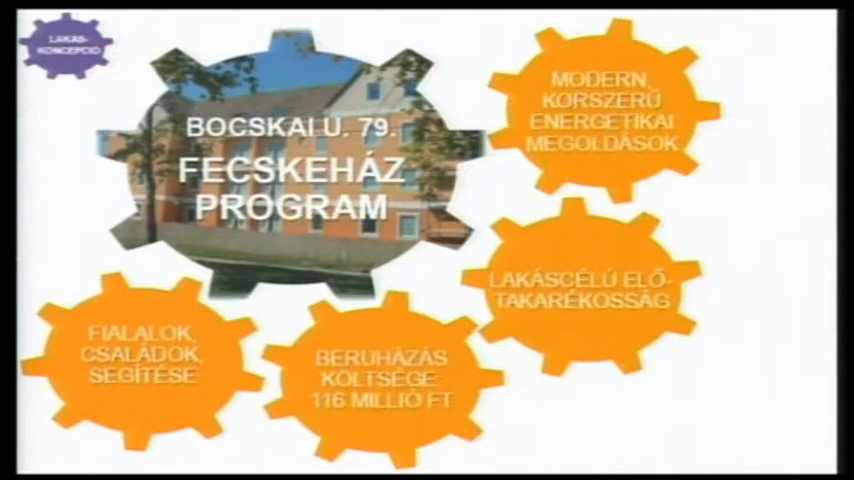 LAKÁS-
KONCEPCIÓ
BOCSKAI U. 79.
FECSKEHÁZ
PROGRAM
MODERN,
KORSZERŰ
ENERGETIKAI
MEGOLDÁSOK
LAKÁSCÉLÚ ELŐ-
TAKARÉKOSSÁG
FIALALOK,
CSALÁDOK,
SEGÍTÉSE
BERUHÁZÁS
KÖLTSÉGE:
116 MILLIÓ FT